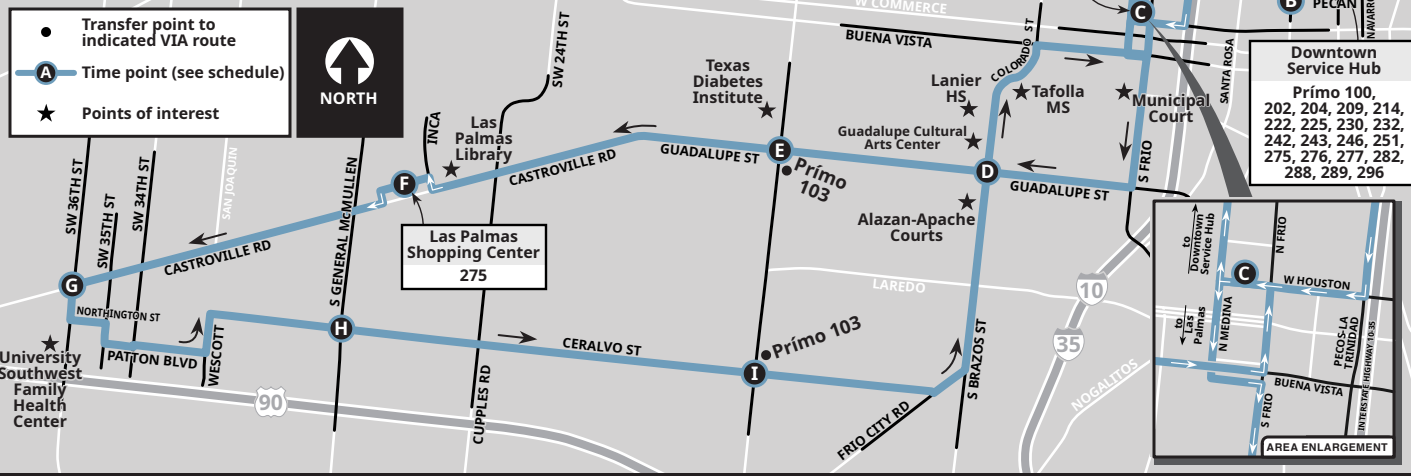 Transfer point to
indicated VIA route
A Time point (see schedule)
Points of interest
NORTH
W COMMERCE
BUENA VISTA
SW 24TH ST
COLORADO ST
C
B
PECAN
NAVARRO
SANTA ROSA
Downtown
Service Hub
Prímo 100,
202, 204, 209, 214,
222, 225, 230, 232,
242, 243, 246, 251,
275, 276, 277, 282,
288, 289, 296
Texas
Diabetes
Institute
Lanier
HS
Tafolla
MS
Municipal
Court
Guadalupe Cultural
Arts Center
INCA
Las
Palmas
Library
CASTROVILLE RD
GUADALUPE ST
E
Prímo
103
D
GUADALUPE ST
S FRIO
Alazan-Apache
Courts
F
Las Palmas
Shopping Center
275
SW 36TH ST
SW 35TH ST
SW 34TH ST
SAN JOAQUIN
S GENERAL McMULLEN
CASTROVILLE RD
G
NORTHINGTON ST
PATTON BLVD
WESCOTT
H
CERALVO ST
CUPPLES RD
I
Prímo 103
LAREDO
S BRAZOS ST
FRIO CITY RD
NOGALITOS
10
35
90
University
Southwest
Family
Health
Center
to
Downtown
Service Hub
N FRIO
C
W HOUSTON
to
Las
Palmas
N MEDINA
PECOS-LA
TRINIDAD
INTERSTATE HIGHWAY 10-35
BUENA VISTA
S FRIO
AREA ENLARGEMENT